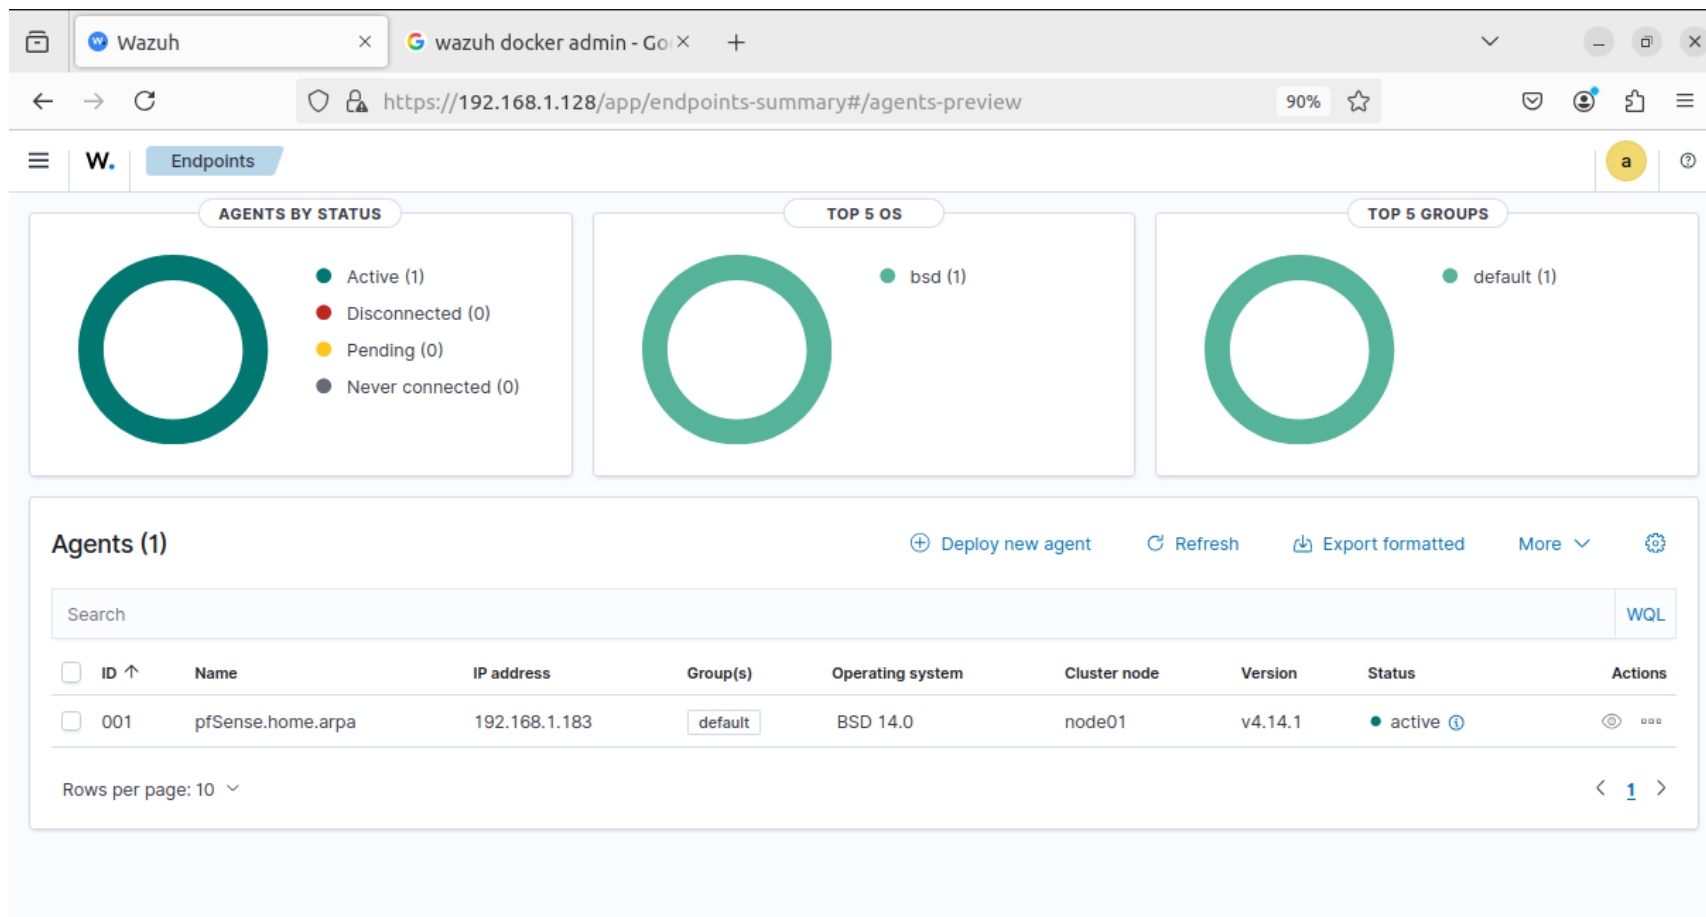 Wazuh
wazuh docker admin - Go
https://192.168.1.128/app/endpoints-summary#/agents-preview
90%
W.
Endpoints
a
AGENTS BY STATUS
Active (1)
Disconnected (0)
Pending (0)
Never connected (0)
TOP 5 OS
bsd (1)
TOP 5 GROUPS
default (1)
Agents (1)
Deploy new agent
Refresh
Export formatted
More
Search
WQL
ID Name IP address Group(s) Operating system Cluster node Version Status Actions
001 pfSense.home.arpa 192.168.1.183 default BSD 14.0 node01 v4.14.1 active
Rows per page: 10
1